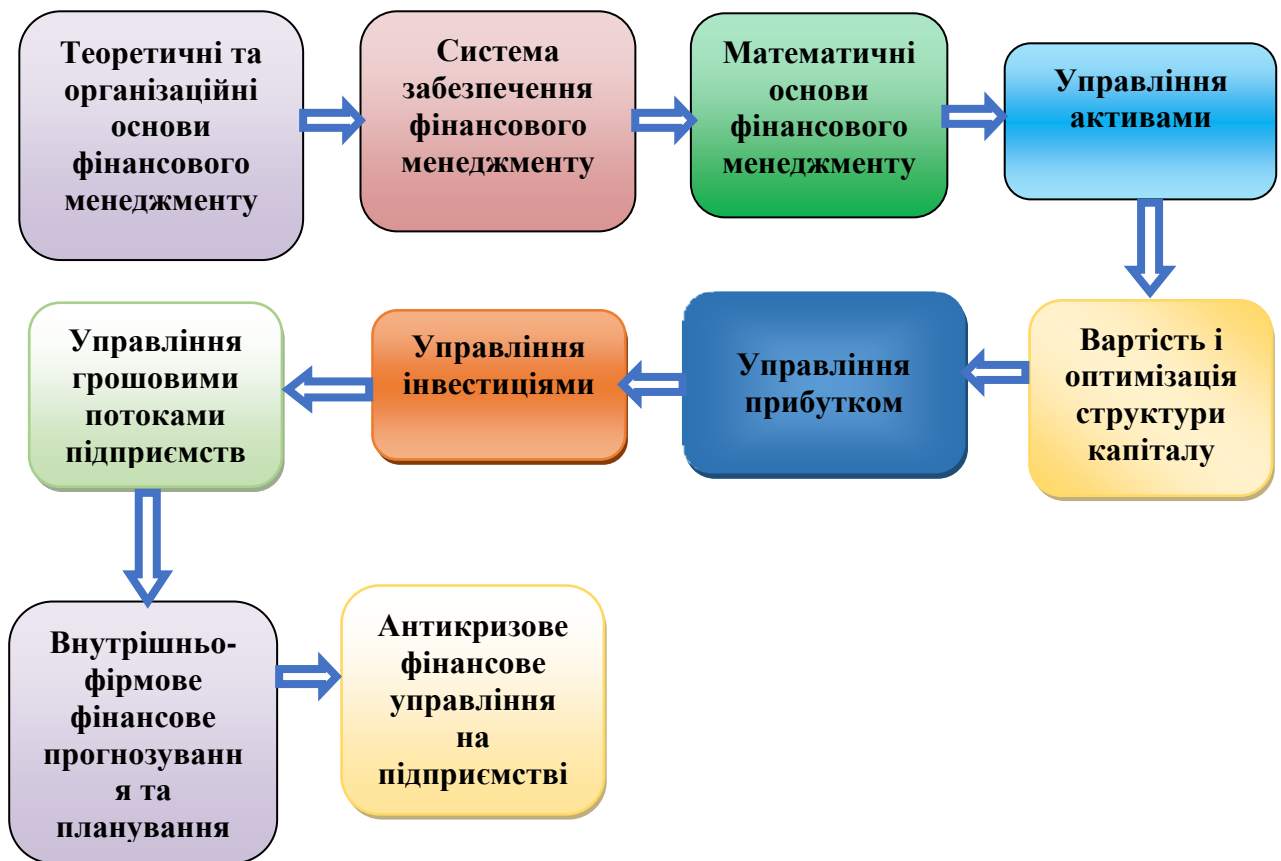 Теоретичні та
організаційні
основи
фінансового
менеджменту
Система
забезпечення
фінансового
менеджменту
Математичні
основи
фінансового
менеджменту
Управління
активами
Вартість і
оптимізація
структури
капіталу
Управління
прибутком
Управління
інвестиціями
Управління
грошовими
потоками
підприємств
Внутрішньо-
фірмове
фінансове
прогнозуванн
я та
планування
Антикризове
фінансове
управління
на
підприємстві